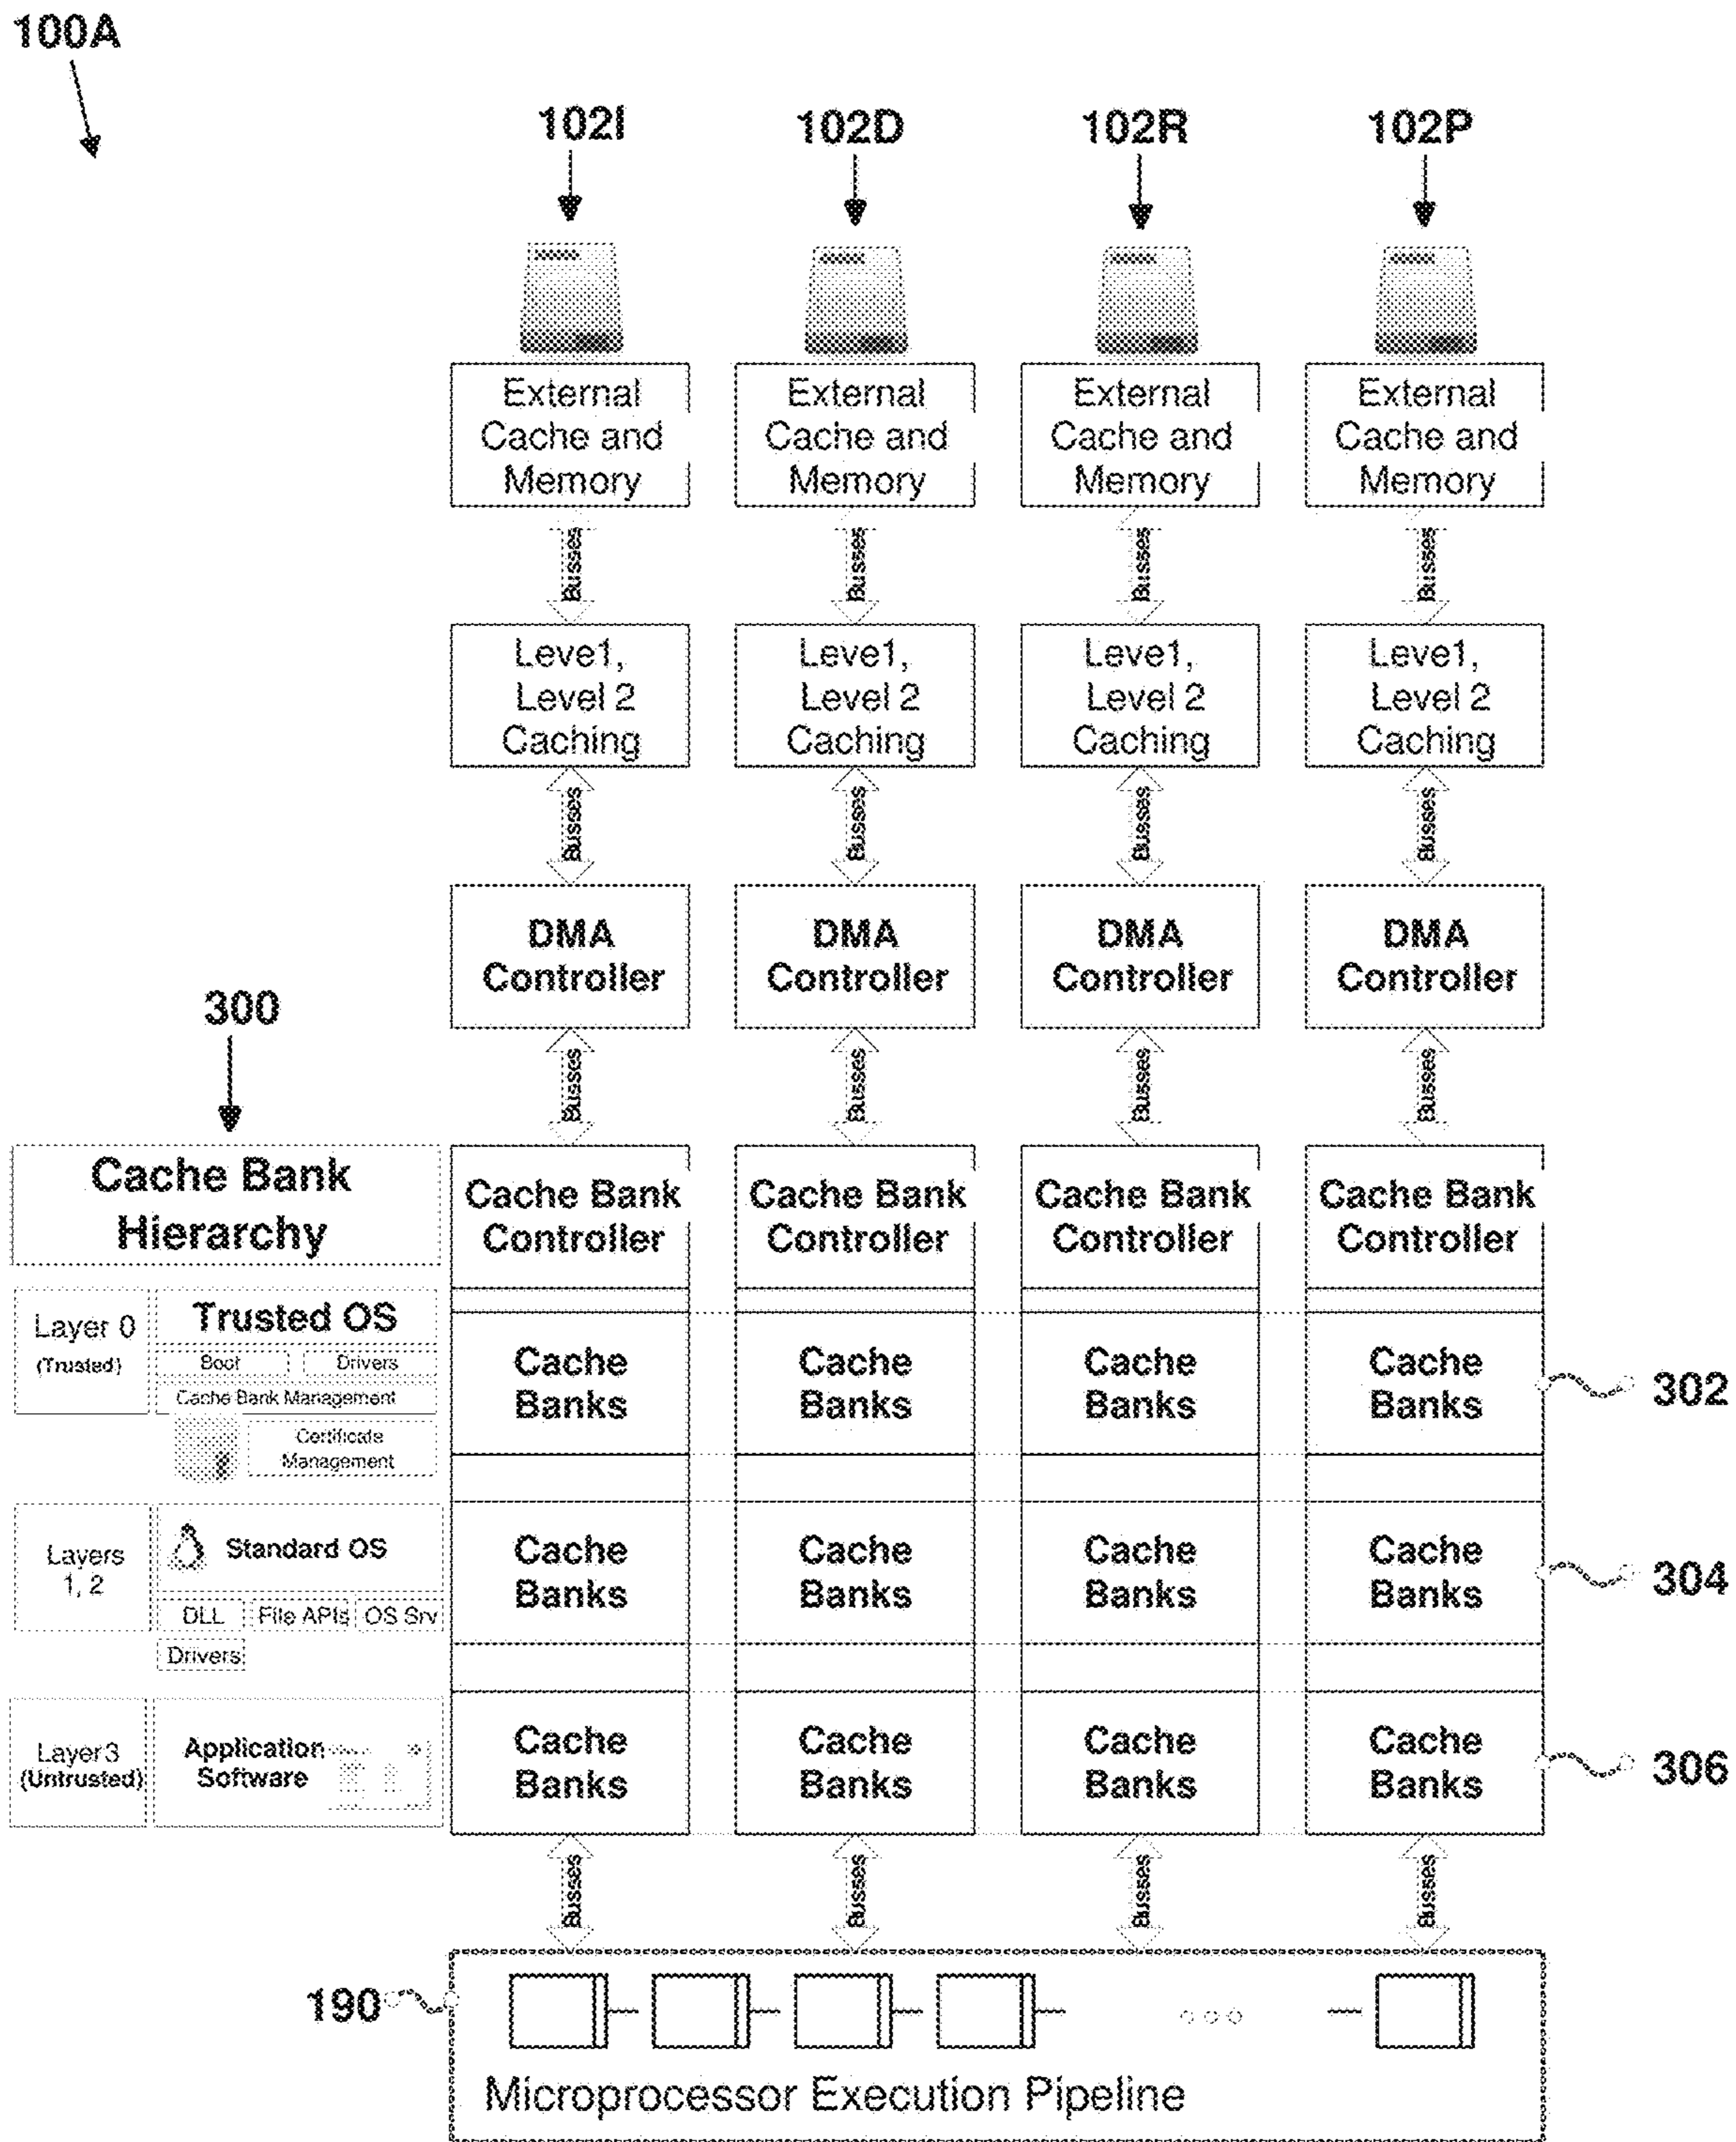 100A
102I 102D 102R 102P
External External External External
Cache and Cache and Cache and Cache and
Memory Memory Memory Memory
Busses Busses Busses Busses
Leve1, Leve1, Leve1, Leve1,
Level 2 Level 2 Level 2 Level 2
Caching Caching Caching Caching
Busses Busses Busses Busses
DMA DMA DMA DMA
Controller Controller Controller Controller
300
Busses Busses Busses Busses
Cache Bank
Hierarchy
Cache Bank Cache Bank Cache Bank Cache Bank
Controller Controller Controller Controller
Layer 0
(Trusted)
Trusted OS
Boot Drivers
Cache Bank Management
Certificate
Management
Cache Cache Cache Cache
Banks Banks Banks Banks
302
Layers
1, 2
Standard OS
DLL File APIs OS Srv
Drivers
Cache Cache Cache Cache
Banks Banks Banks Banks
304
Layer3
(Untrusted)
Application
Software
Cache Cache Cache Cache
Banks Banks Banks Banks
306
Busses Busses Busses Busses
190
Microprocessor Execution Pipeline